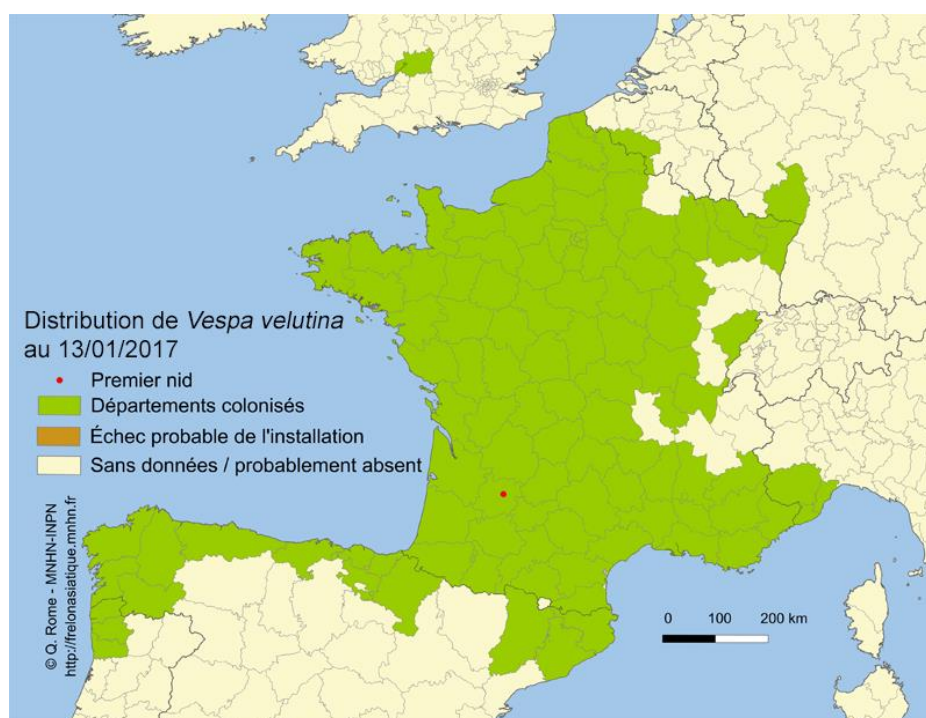 Distribution de Vespa velutina
au 13/01/2017
Premier nid
Départements colonisés
Échec probable de l'installation
Sans données / probablement absent
© Q. Rome - MNHN-INPN
http://frelonasiatique.mnhn.fr
0 100 200 km